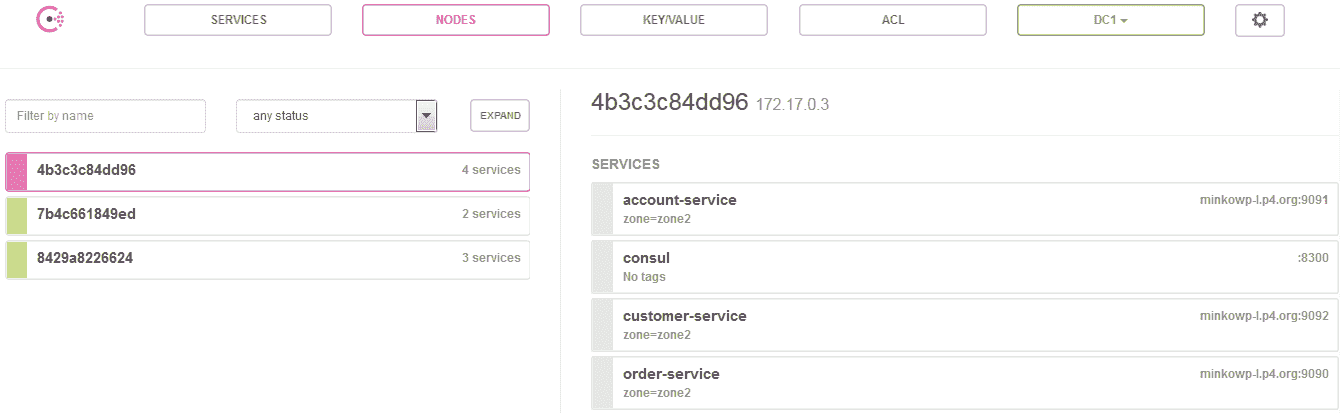 SERVICES NODES KEY/VALUE ACL DC1
Filter by name any status EXPAND
4b3c3c84dd96 4 services
7b4c661849ed 2 services
8429a8226624 3 services
4b3c3c84dd96 172.17.0.3
SERVICES
account-service minkowp-l.p4.org:9091
zone=zone2
consul :8300
No tags
customer-service minkowp-l.p4.org:9092
zone=zone2
order-service minkowp-l.p4.org:9090
zone=zone2